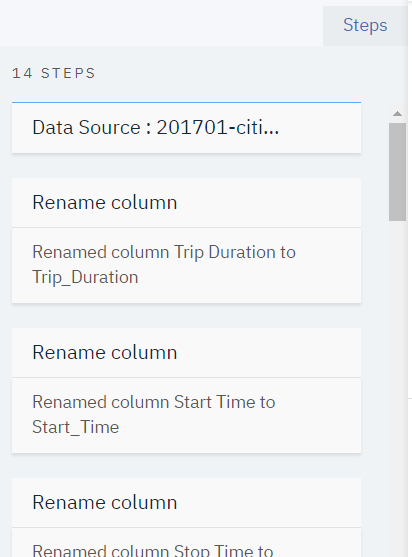 Steps
14 STEPS
Data Source : 201701-citi...
Rename column
Renamed column Trip Duration to
Trip_Duration
Rename column
Renamed column Start Time to
Start_Time
Rename column
Renamed column Stop Time to